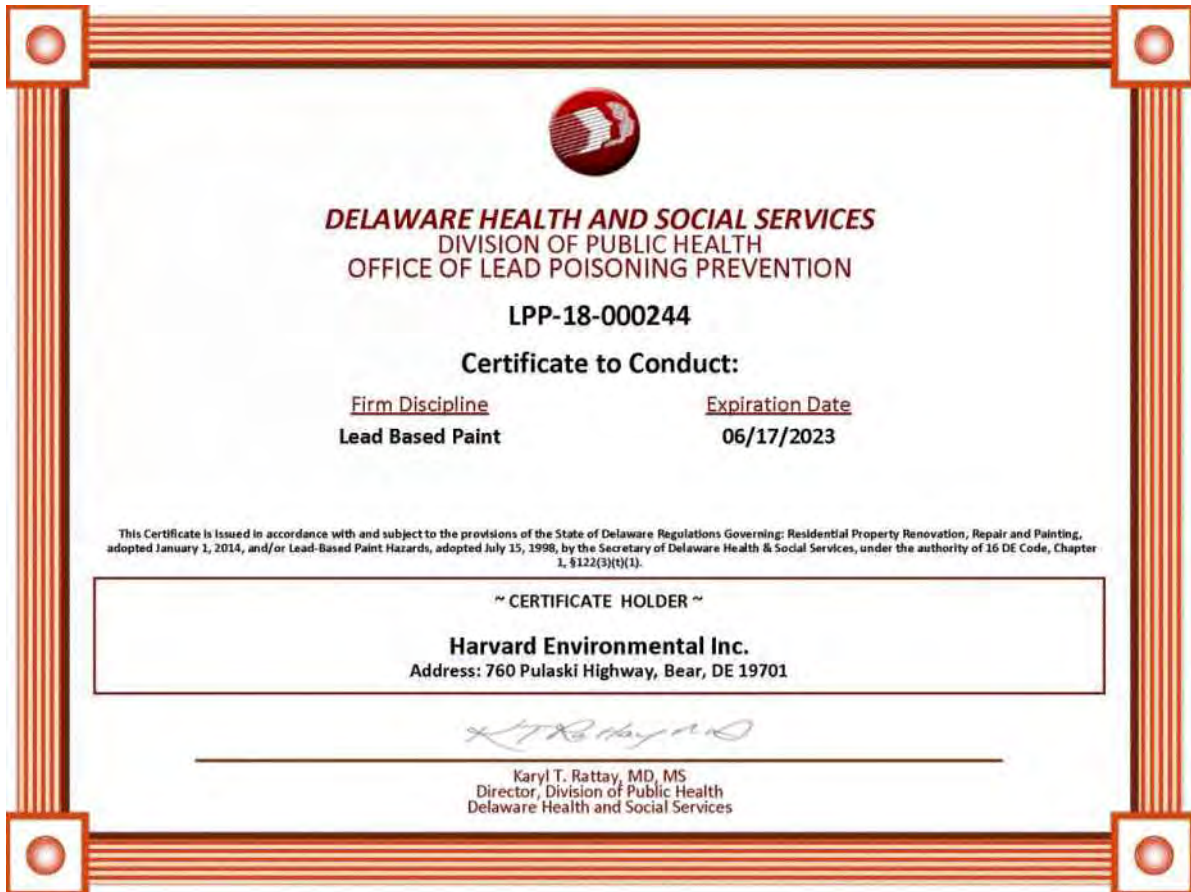 DELAWARE HEALTH AND SOCIAL SERVICES
DIVISION OF PUBLIC HEALTH
OFFICE OF LEAD POISONING PREVENTION
LPP-18-000244
Certificate to Conduct:
Firm Discipline Expiration Date
Lead Based Paint 06/17/2023
This Certificate is issued in accordance with and subject to the provisions of the State of Delaware Regulations Governing: Residential Property Renovation, Repair and Painting,
adopted January 1, 2014, and/or Lead-Based Paint Hazards, adopted July 15, 1998, by the Secretary of Delaware Health & Social Services, under the authority of 16 DE Code, Chapter
1, §122(3)(t)(1).
~ CERTIFICATE HOLDER ~
Harvard Environmental Inc.
Address: 760 Pulaski Highway, Bear, DE 19701
KT Rattay MD
Karyl T. Rattay, MD, MS
Director, Division of Public Health
Delaware Health and Social Services